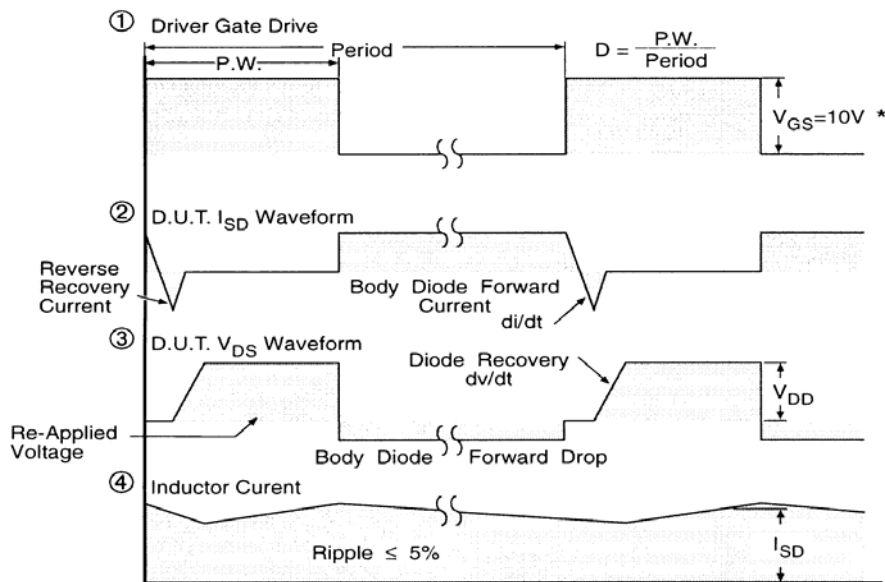 ① Driver Gate Drive
Period
P.W.
D = P.W.
Period
V_GS=10V *
② D.U.T. I_SD Waveform
Reverse
Recovery
Current
Body Diode Forward
Current
di/dt
③ D.U.T. V_DS Waveform
Diode Recovery
dv/dt
V_DD
Re-Applied
Voltage
Body Diode Forward Drop
④ Inductor Curent
Ripple ≤ 5%
I_SD